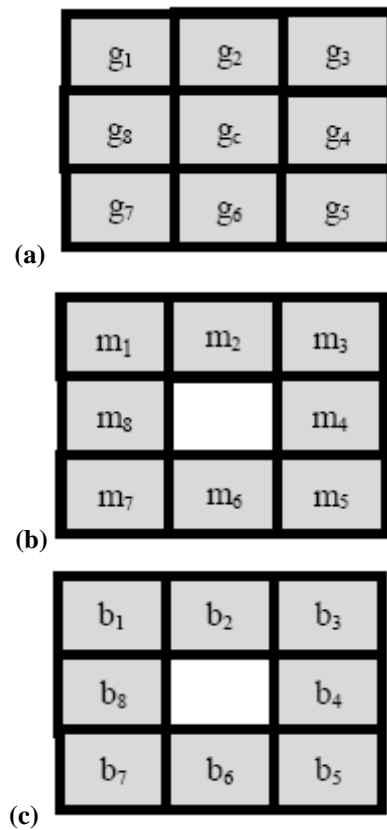 g₁ g₂ g₃
g₈ g꜀ g₄
g₇ g₆ g₅
(a)
m₁ m₂ m₃
m₈ m₄
m₇ m₆ m₅
(b)
b₁ b₂ b₃
b₈ b₄
b₇ b₆ b₅
(c)